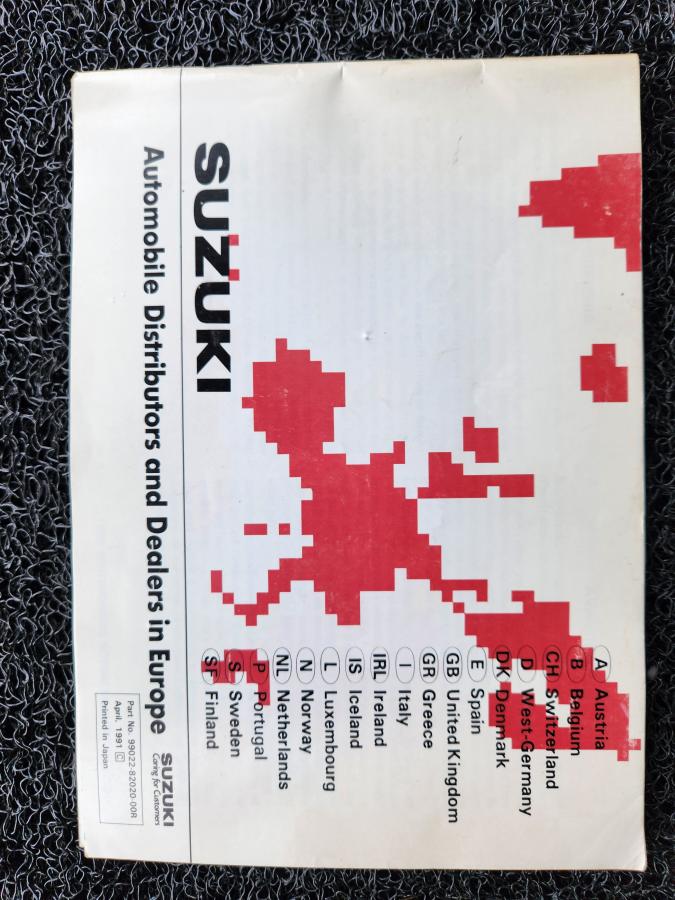 A Austria
B Belgium
CH Switzerland
D West-Germany
DK Denmark
E Spain
GB United Kingdom
GR Greece
I Italy
IRL Ireland
IS Iceland
L Luxembourg
N Norway
NL Netherlands
P Portugal
S Sweden
SF Finland
SUZUKI
Automobile Distributors and Dealers in Europe
SUZUKI
Caring for Customers
Part No. 99022-82020-00R
April, 1991 C
Printed in Japan